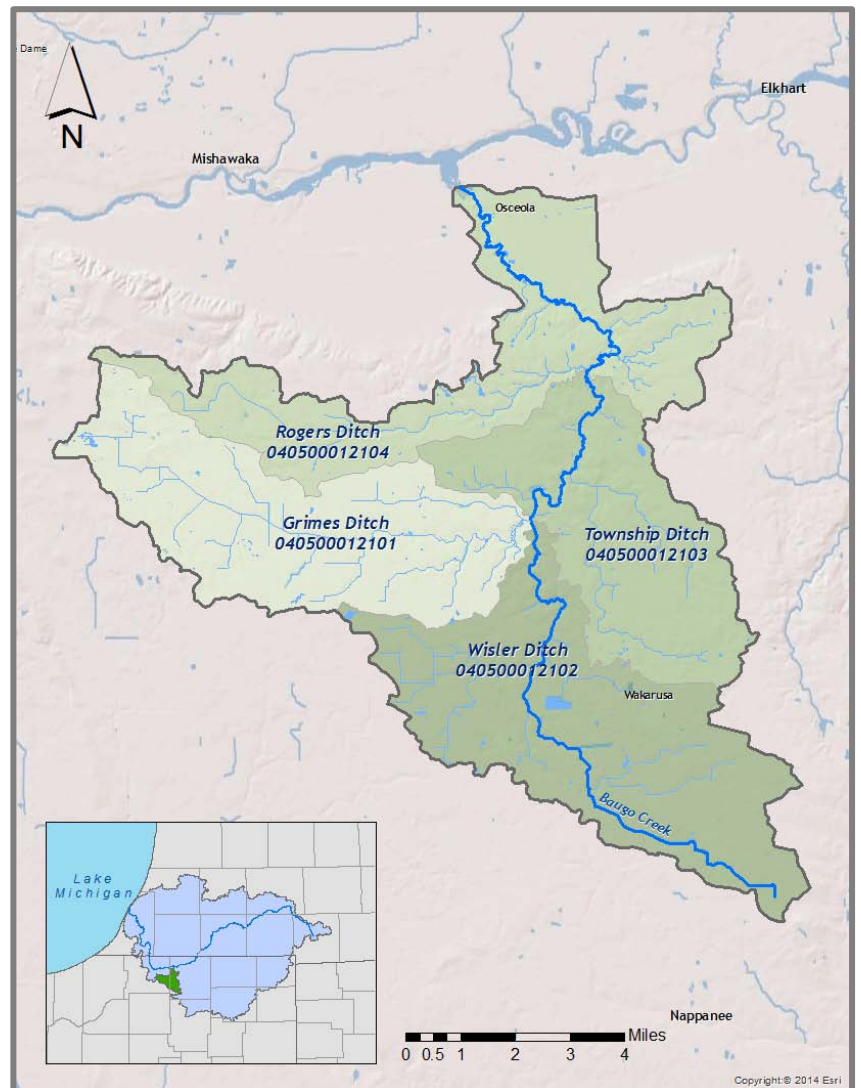 e Dame
N
Elkhart
Mishawaka
Osceola
Rogers Ditch
040500012104
Grimes Ditch
040500012101
Township Ditch
040500012103
Wisler Ditch
040500012102
Wakarusa
Baugo Creek
Lake
Michigan
Nappanee
Miles
0 0.5 1 2 3 4
Copyright:© 2014 Esri